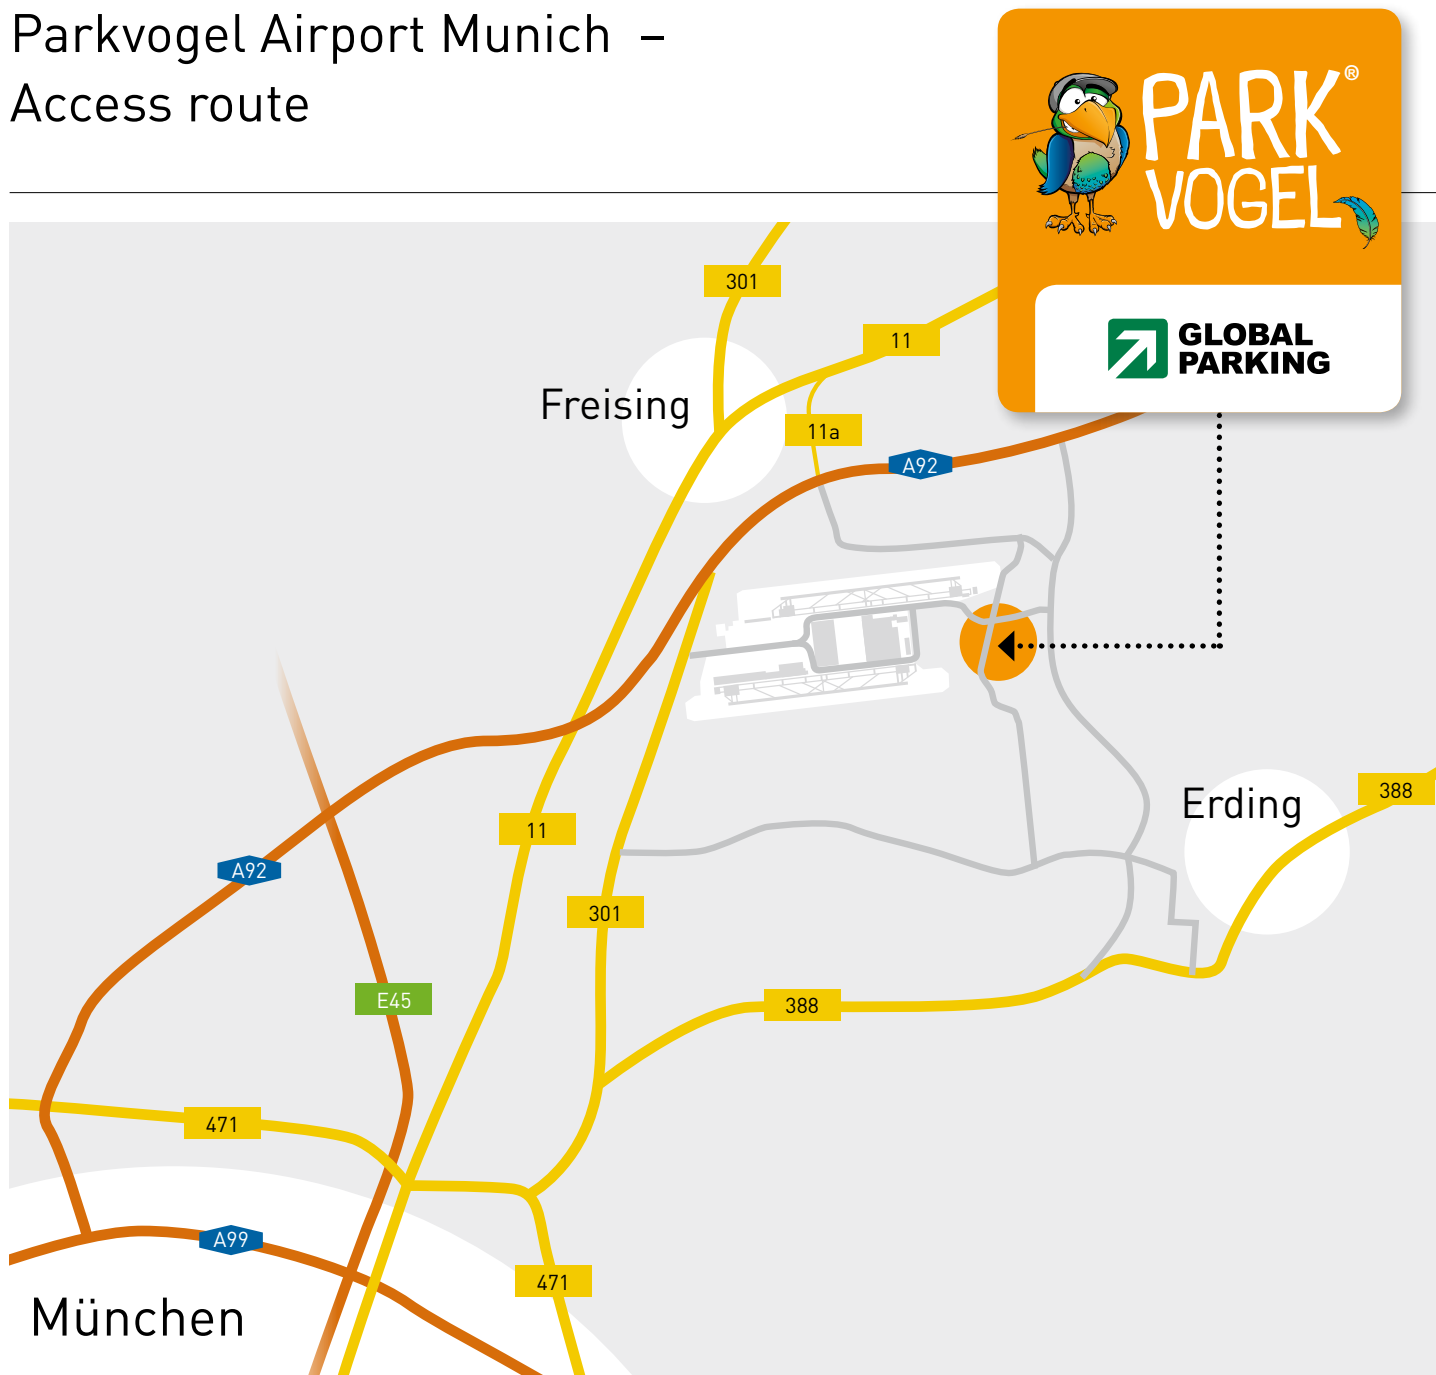 Parkvogel Airport Munich –
Access route
PARK®
VOGEL
GLOBAL
PARKING
301
11
Freising
11a
A92
388
Erding
11
A92
301
E45
388
471
A99
471
München